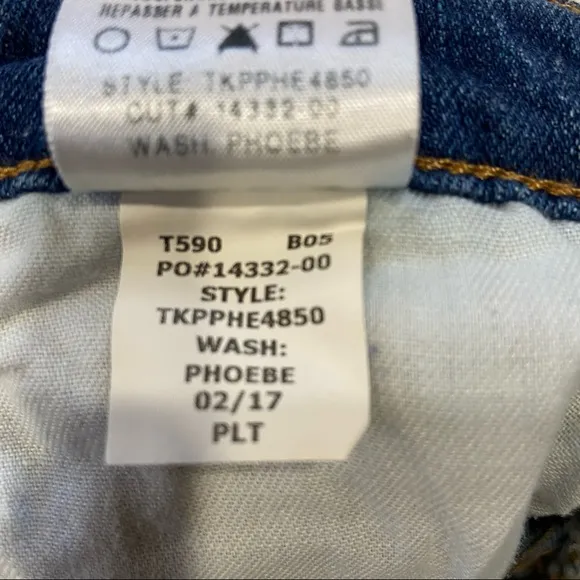 REPASSER A TEMPERATURE BASSE
STYLE: TKPPHE4850
CUT# 14332-00
WASH: PHOEBE
T590 B05
PO#14332-00
STYLE:
TKPPHE4850
WASH:
PHOEBE
02/17
PLT